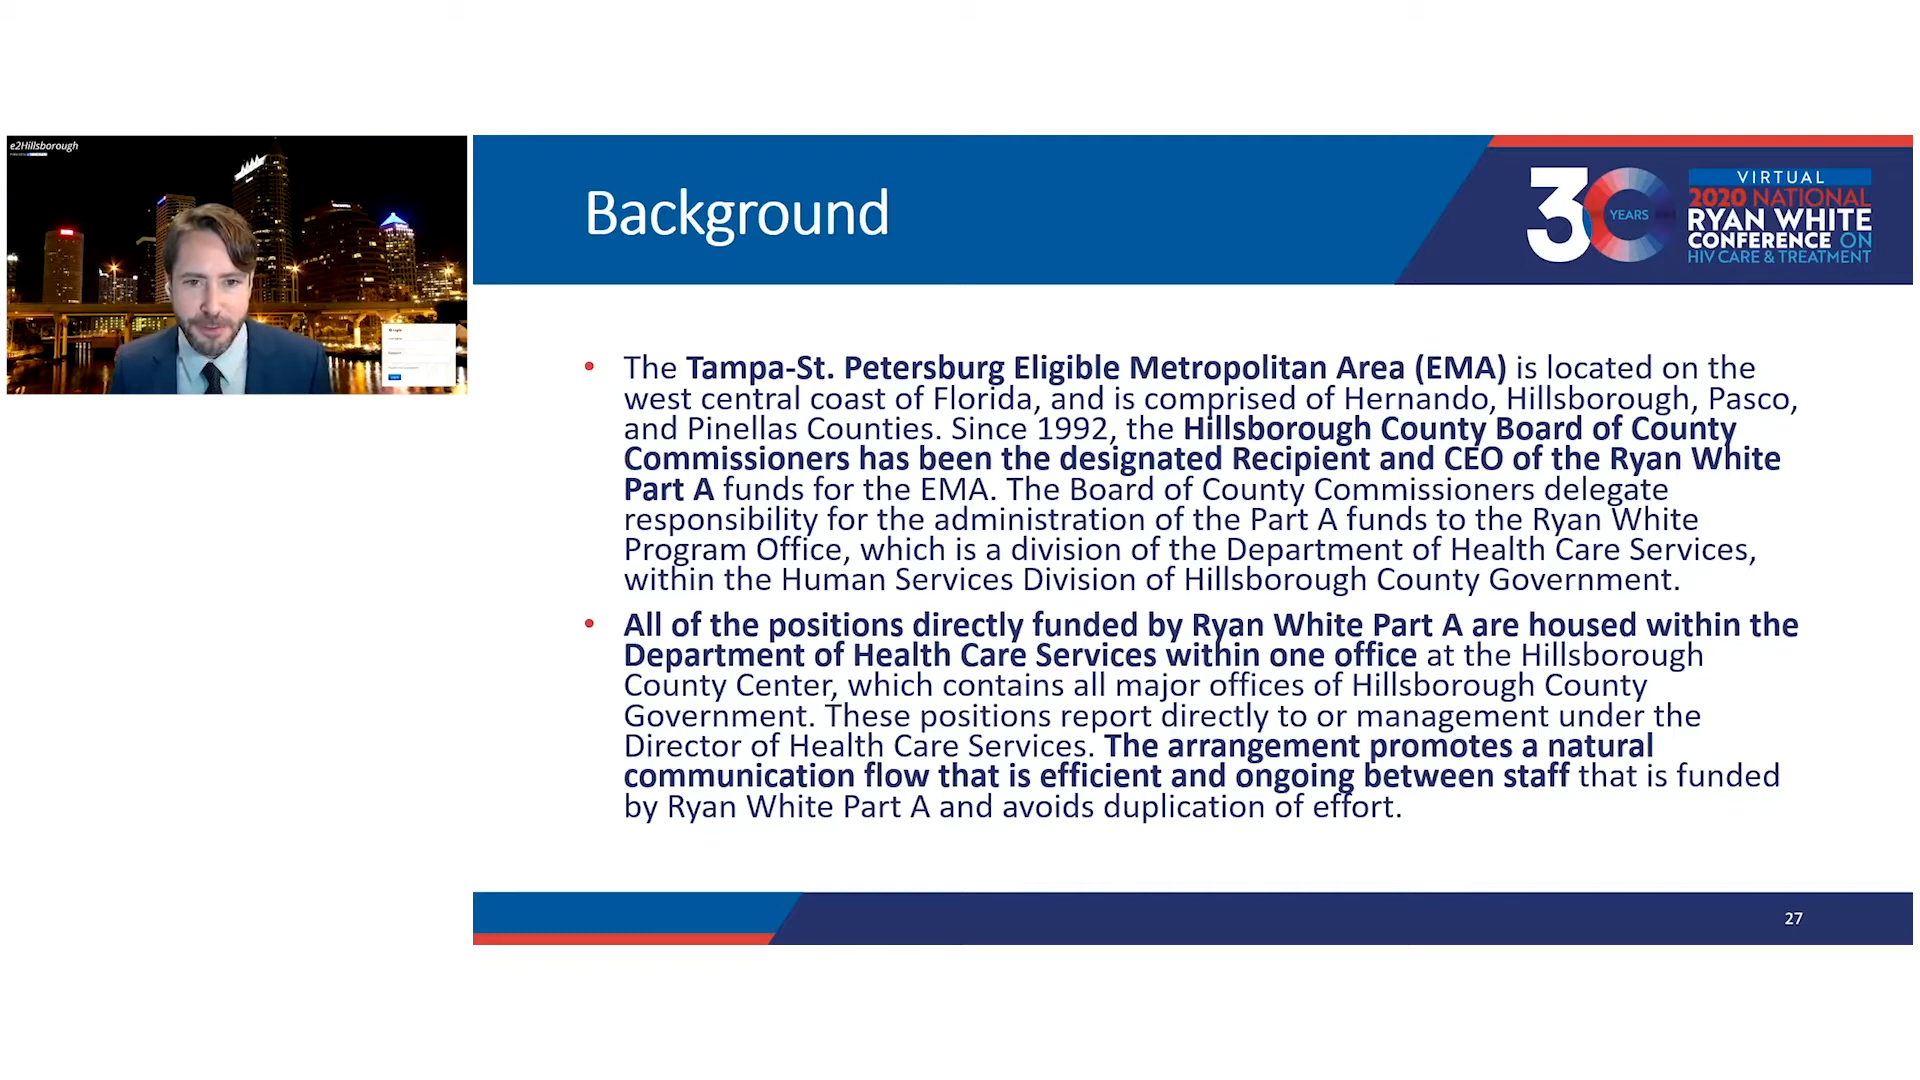 e2Hillsborough
Background
30 YEARS
VIRTUAL
2020 NATIONAL
RYAN WHITE
CONFERENCE ON
HIV CARE & TREATMENT
• The Tampa-St. Petersburg Eligible Metropolitan Area (EMA) is located on the
west central coast of Florida, and is comprised of Hernando, Hillsborough, Pasco,
and Pinellas Counties. Since 1992, the Hillsborough County Board of County
Commissioners has been the designated Recipient and CEO of the Ryan White
Part A funds for the EMA. The Board of County Commissioners delegate
responsibility for the administration of the Part A funds to the Ryan White
Program Office, which is a division of the Department of Health Care Services,
within the Human Services Division of Hillsborough County Government.
• All of the positions directly funded by Ryan White Part A are housed within the
Department of Health Care Services within one office at the Hillsborough
County Center, which contains all major offices of Hillsborough County
Government. These positions report directly to or management under the
Director of Health Care Services. The arrangement promotes a natural
communication flow that is efficient and ongoing between staff that is funded
by Ryan White Part A and avoids duplication of effort.
27